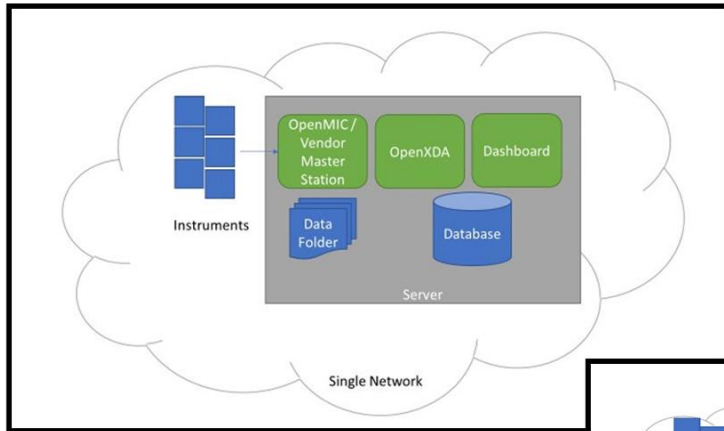 OpenMIC /
Vendor
Master
Station
OpenXDA
Dashboard
Instruments
Data
Folder
Database
Server
Single Network